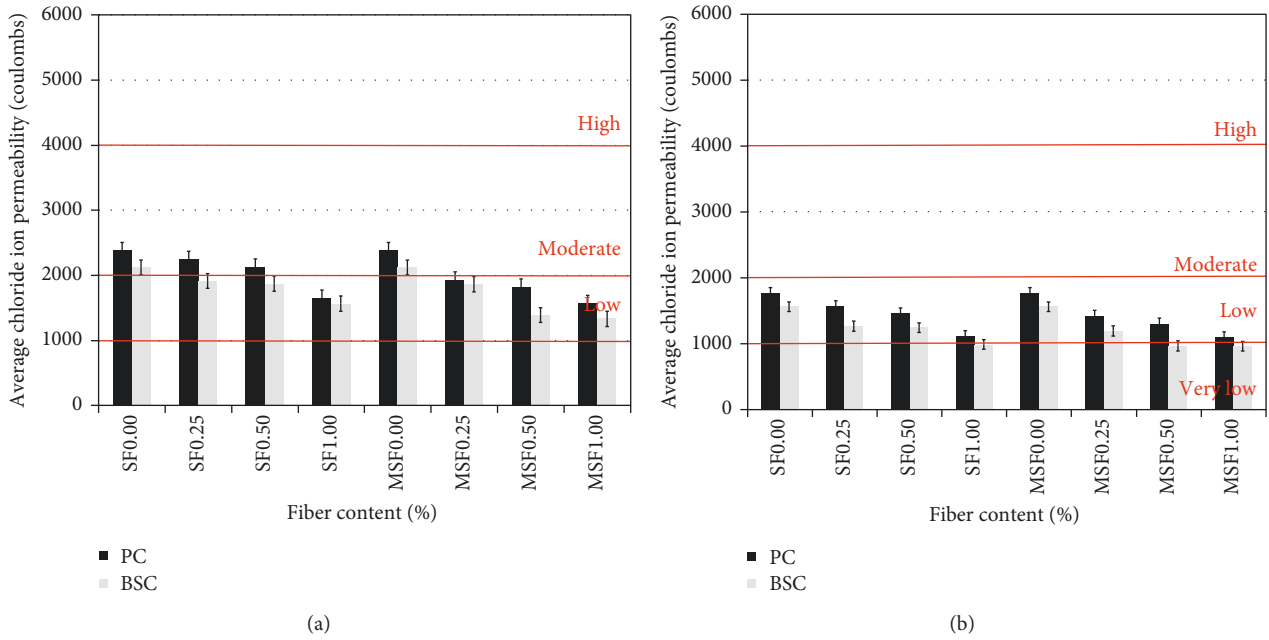 Average chloride ion permeability (coulombs)
6000
5000
4000
3000
2000
1000
0
High
Moderate
Low
SF0.00
SF0.25
SF0.50
SF1.00
MSF0.00
MSF0.25
MSF0.50
MSF1.00
Fiber content (%)
PC
BSC
(a)
Average chloride ion permeability (coulombs)
6000
5000
4000
3000
2000
1000
0
High
Moderate
Low
Very low
SF0.00
SF0.25
SF0.50
SF1.00
MSF0.00
MSF0.25
MSF0.50
MSF1.00
Fiber content (%)
PC
BSC
(b)